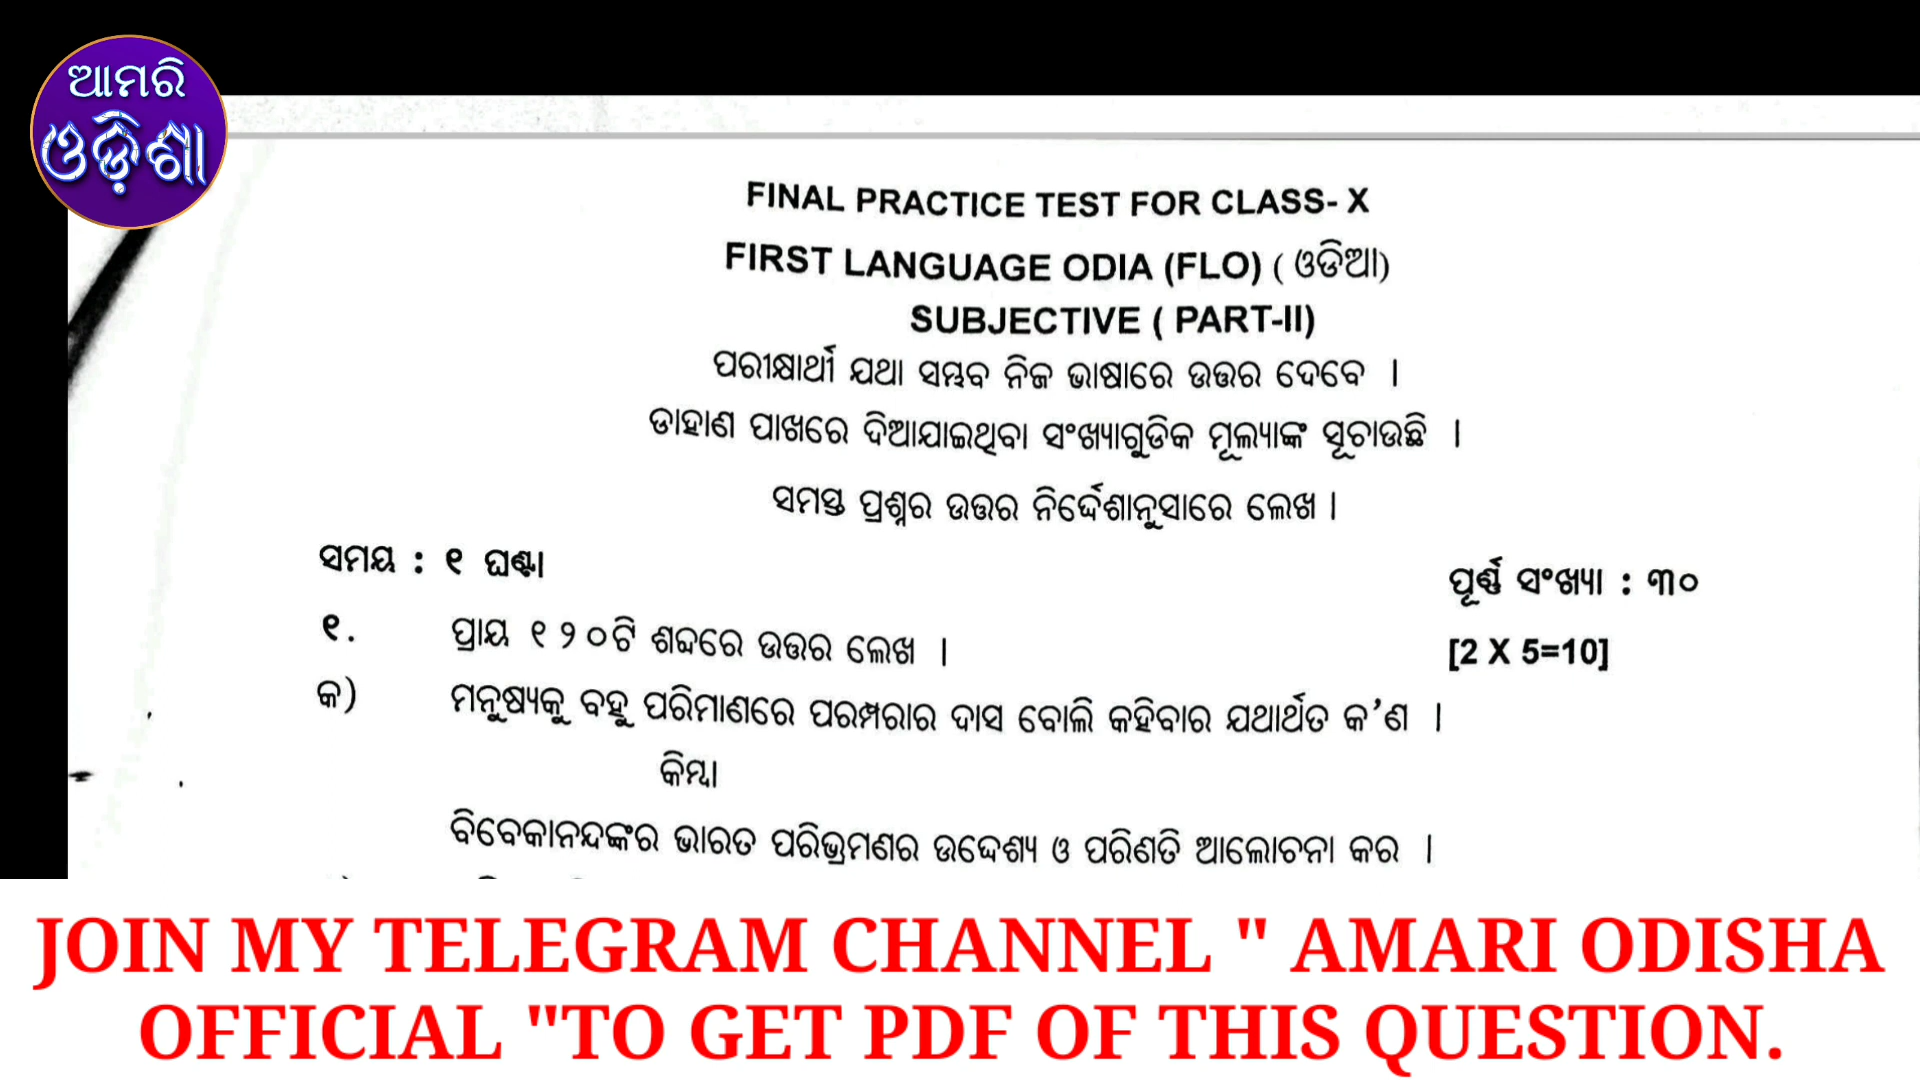 ଆମରି
ଓଡ଼ିଶା
FINAL PRACTICE TEST FOR CLASS- X
FIRST LANGUAGE ODIA (FLO) ( ଓଡିଆ)
SUBJECTIVE ( PART-II)
ପରୀକ୍ଷାର୍ଥୀ ଯଥା ସମ୍ଭବ ନିଜ ଭାଷାରେ ଉତ୍ତର ଦେବେ ।
ଡାହାଣ ପାଖରେ ଦିଆଯାଇଥିବା ସଂଖ୍ୟାଗୁଡିକ ମୂଲ୍ୟାଙ୍କ ସୂଚାଉଛି ।
ସମସ୍ତ ପ୍ରଶ୍ନର ଉତ୍ତର ନିର୍ଦ୍ଦେଶାନୁସାରେ ଲେଖ ।
ସମୟ : ୧ ଘଣ୍ଟା
ପୂର୍ଣ୍ଣ ସଂଖ୍ୟା : ୩୦
୧. ପ୍ରାୟ ୧୨୦ଟି ଶବ୍ଦରେ ଉତ୍ତର ଲେଖ । [2 X 5=10]
କ) ମନୁଷ୍ୟକୁ ବହୁ ପରିମାଣରେ ପରମ୍ପରାର ଦାସ ବୋଲି କହିବାର ଯଥାର୍ଥତ କ’ଣ ।
କିମ୍ବା
ବିବେକାନନ୍ଦଙ୍କର ଭାରତ ପରିଭ୍ରମଣର ଉଦ୍ଦେଶ୍ୟ ଓ ପରିଣତି ଆଲୋଚନା କର ।
JOIN MY TELEGRAM CHANNEL " AMARI ODISHA
OFFICIAL "TO GET PDF OF THIS QUESTION.